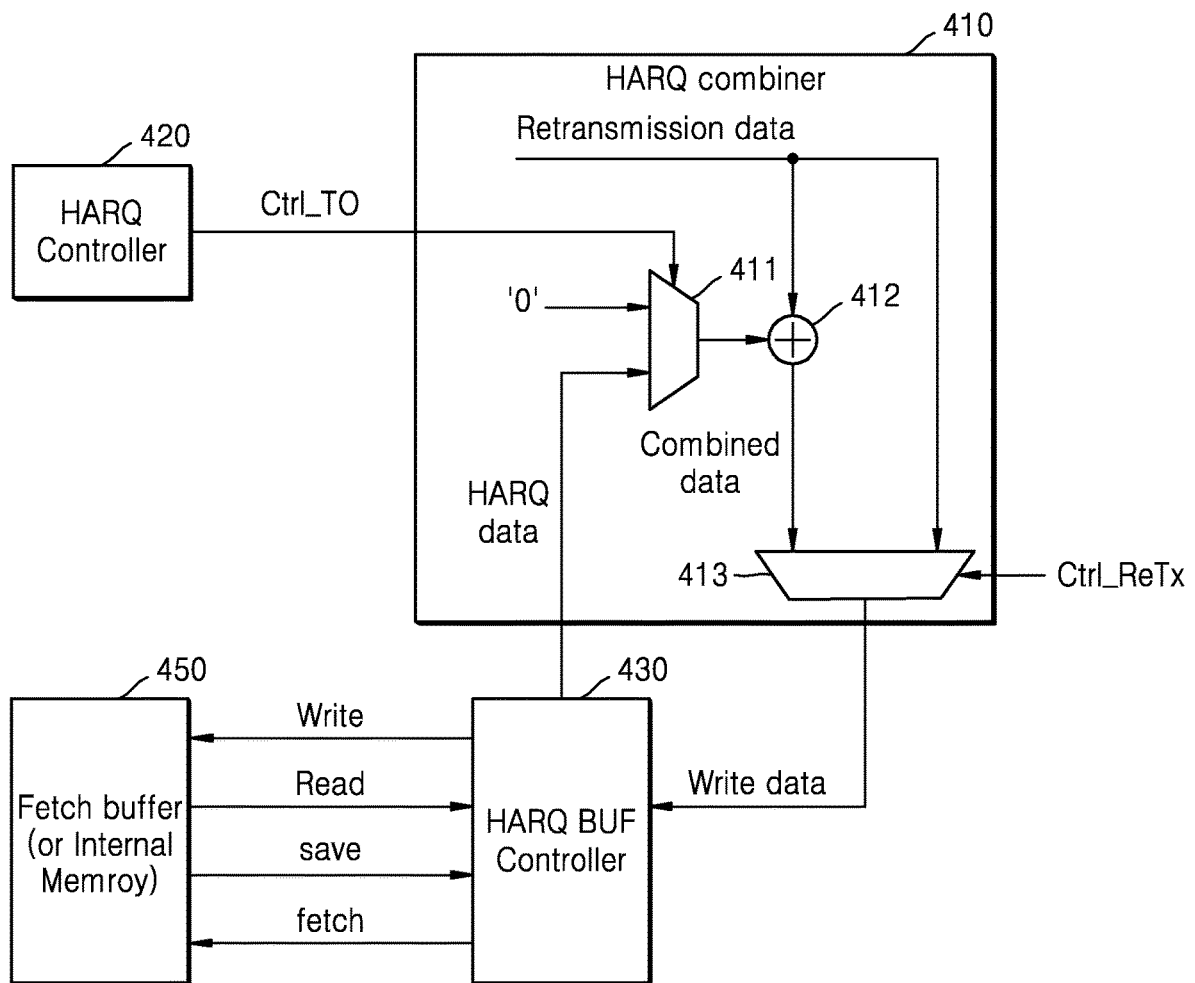 410
HARQ combiner
Retransmission data
420
HARQ
Controller
Ctrl_TO
411
'0'
412
Combined
data
HARQ
data
413
Ctrl_ReTx
450
430
Write
Read
save
fetch
Fetch buffer
(or Internal
Memroy)
HARQ BUF
Controller
Write data